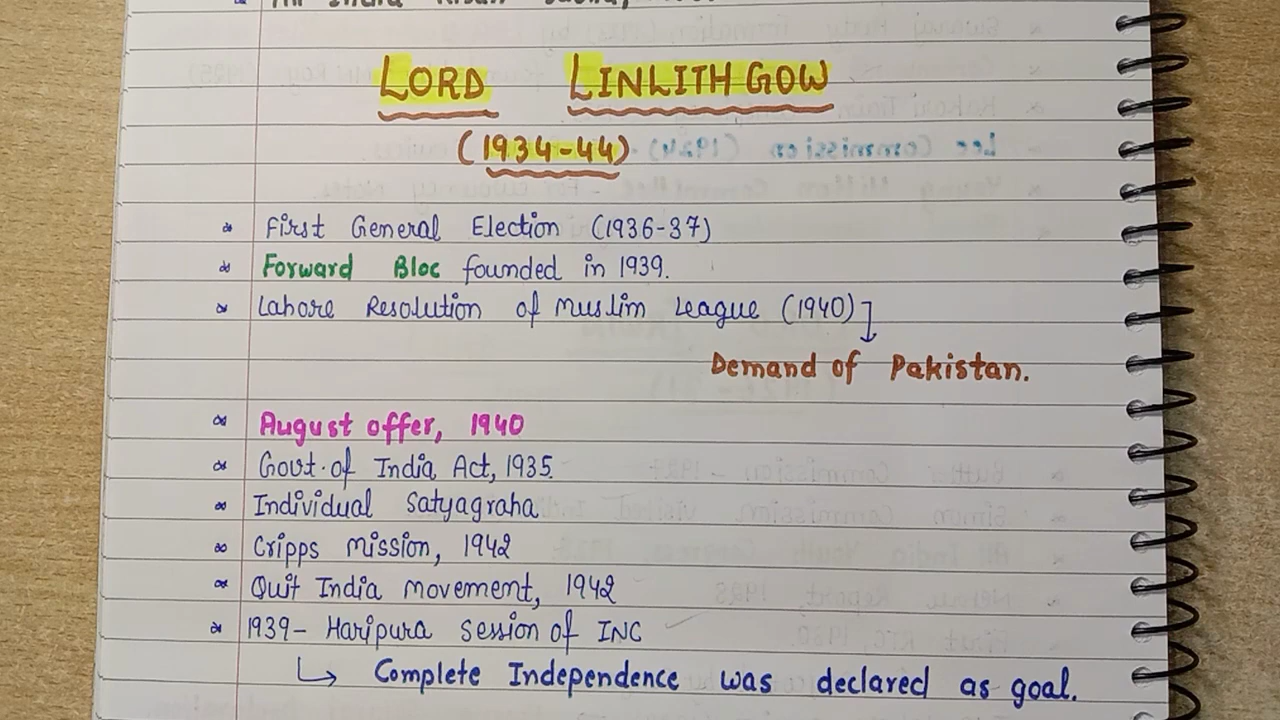 LORD LINLITHGOW
(1934-44)
* First General Election (1936-37)
* Forward Bloc founded in 1939.
* Lahore Resolution of Muslim League (1940)
Demand of Pakistan.
* August offer, 1940
* Govt. of India Act, 1935.
* Individual Satyagraha
* Cripps Mission, 1942
* Quit India movement, 1942
* 1939- Haripura Session of INC
↳ Complete Independence was declared as goal.